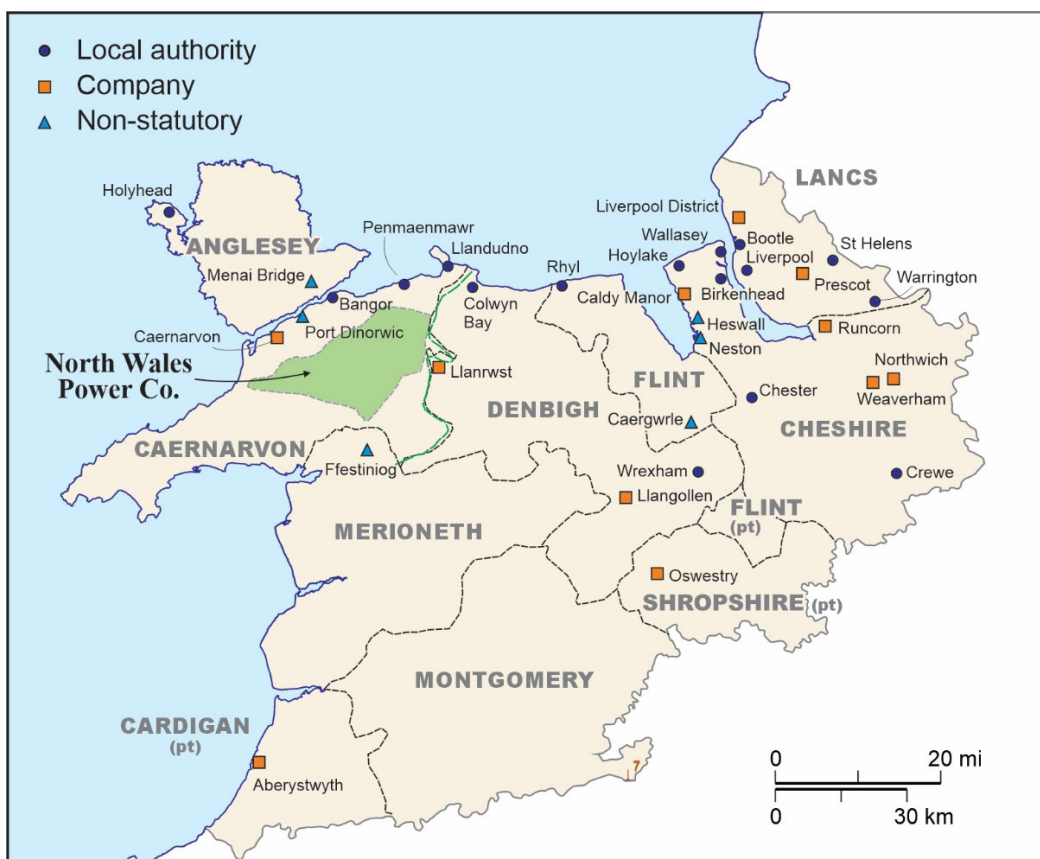 Local authority
Company
Non-statutory
Holyhead
ANGLESEY
Menai Bridge
Penmaenmawr
Llandudno
Bangor
Port Dinorwic
Caernarvon
North Wales
Power Co.
Colwyn
Bay
Rhyl
Llanrwst
DENBIGH
CAERNARVON
Ffestiniog
MERIONETH
LANCS
Liverpool District
Wallasey
Hoylake
Bootle
Liverpool
St Helens
Prescot
Warrington
Caldy Manor
Birkenhead
Runcorn
Heswall
Neston
FLINT
Northwich
Weaverham
Chester
Caergwrle
CHESHIRE
Wrexham
Crewe
Llangollen
FLINT
(pt)
Oswestry
SHROPSHIRE (pt)
MONTGOMERY
CARDIGAN
(pt)
Aberystwyth
7
0 20 mi
0 30 km